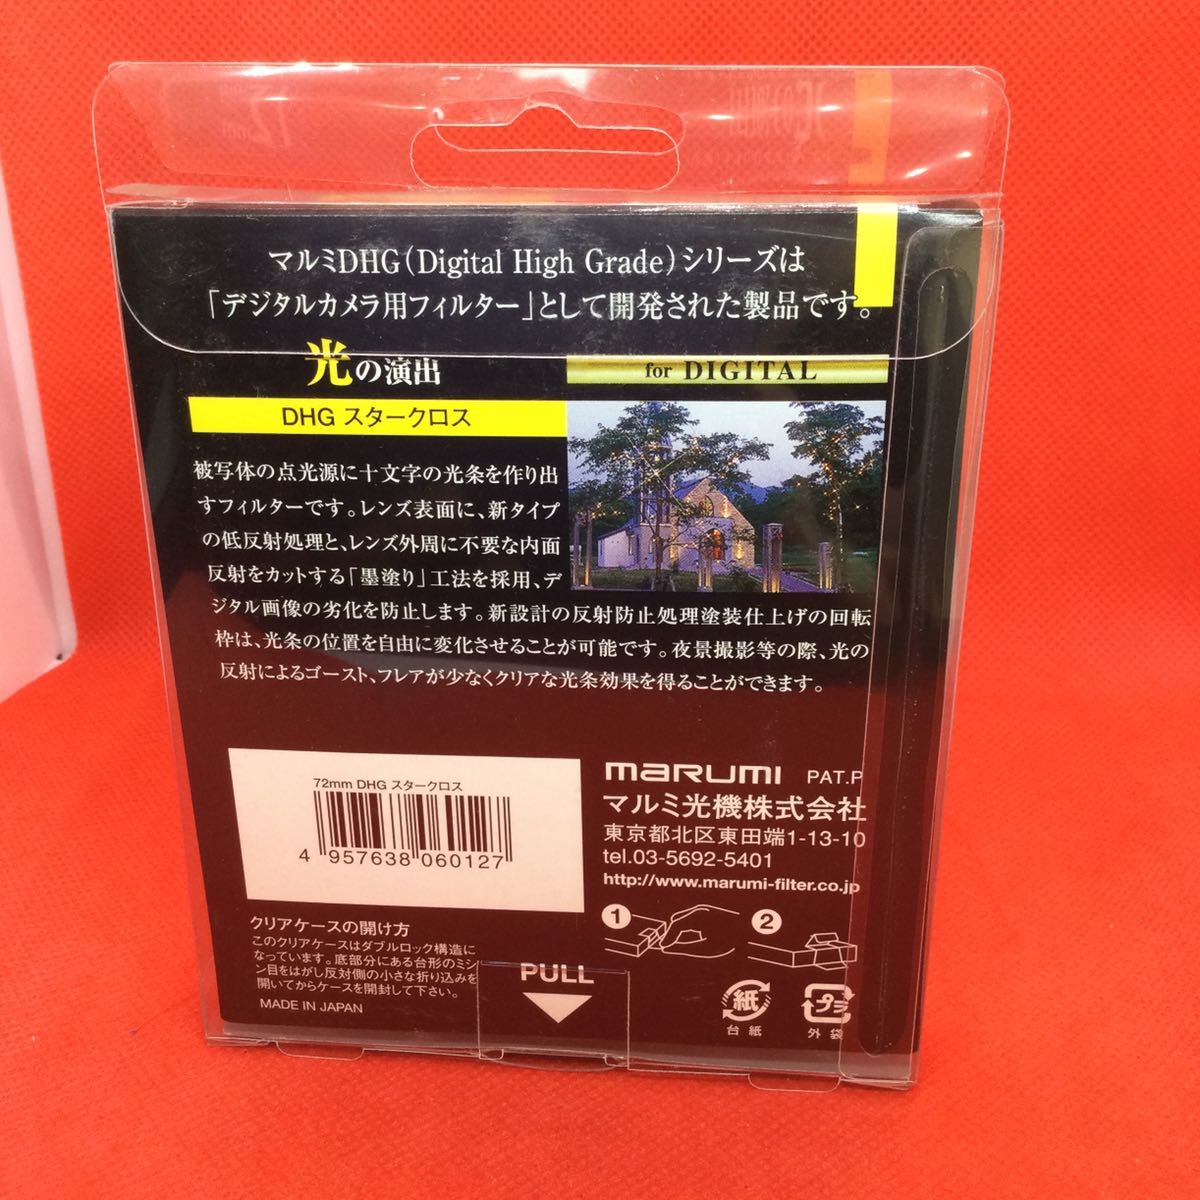 マルミDHG(Digital High Grade)シリーズは
「デジタルカメラ用フィルター」として開発された製品です。
光の演出
for DIGITAL
DHG スタークロス
被写体の点光源に十文字の光条を作り出
すフィルターです。レンズ表面に、新タイプ
の低反射処理と、レンズ外周に不要な内面
反射をカットする「墨塗り」工法を採用、デ
ジタル画像の劣化を防止します。新設計の反射防止処理塗装仕上げの回転
枠は、光条の位置を自由に変化させることが可能です。夜景撮影等の際、光の
反射によるゴースト、フレアが少なくクリアな光条効果を得ることができます。
72mm DHG スタークロス
4 957638 060127
marumi PAT.P
マルミ光機株式会社
東京都北区東田端1-13-10
tel.03-5692-5401
http://www.marumi-filter.co.jp
クリアケースの開け方
このクリアケースはダブルロック構造に
なっています。底部分にある台形のミシ
ン目をはがし反対側の小さな折り込みを
開いてからケースを開封して下さい。
MADE IN JAPAN
PULL
1
2
紙
台紙
プラ
外袋